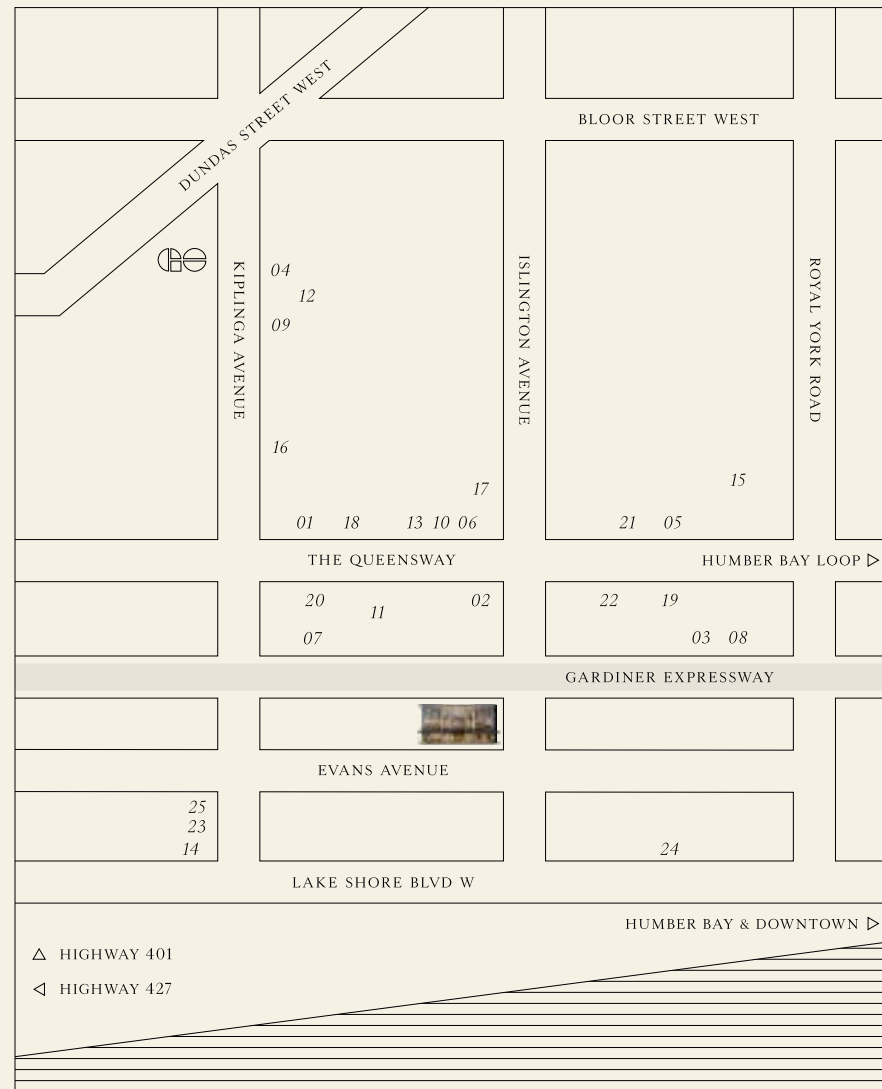 DUNDAS STREET WEST
BLOOR STREET WEST
KIPLINGA AVENUE
ISLINGTON AVENUE
ROYAL YORK ROAD
04
12
09
16
17
15
01 18 13 10 06
21 05
THE QUEENSWAY
HUMBER BAY LOOP
20
11
02
22 19
07
03 08
GARDINER EXPRESSWAY
EVANS AVENUE
25
23
14
24
LAKE SHORE BLVD W
HUMBER BAY & DOWNTOWN
HIGHWAY 401
HIGHWAY 427